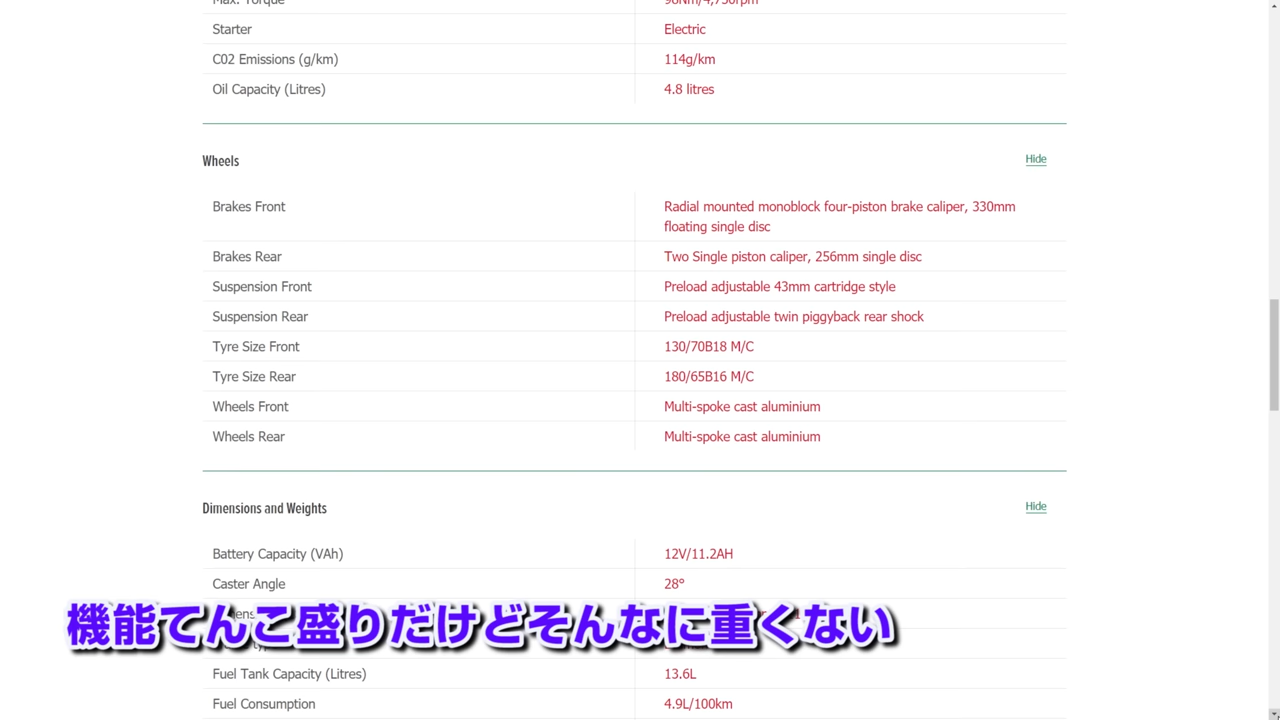 Starter Electric
C02 Emissions (g/km) 114g/km
Oil Capacity (Litres) 4.8 litres
Wheels Hide
Brakes Front Radial mounted monoblock four-piston brake caliper, 330mm
floating single disc
Brakes Rear Two Single piston caliper, 256mm single disc
Suspension Front Preload adjustable 43mm cartridge style
Suspension Rear Preload adjustable twin piggyback rear shock
Tyre Size Front 130/70B18 M/C
Tyre Size Rear 180/65B16 M/C
Wheels Front Multi-spoke cast aluminium
Wheels Rear Multi-spoke cast aluminium
Dimensions and Weights Hide
Battery Capacity (VAh) 12V/11.2AH
Caster Angle 28°
機能てんこ盛りだけどそんなに重くない
Fuel Tank Capacity (Litres) 13.6L
Fuel Consumption 4.9L/100km